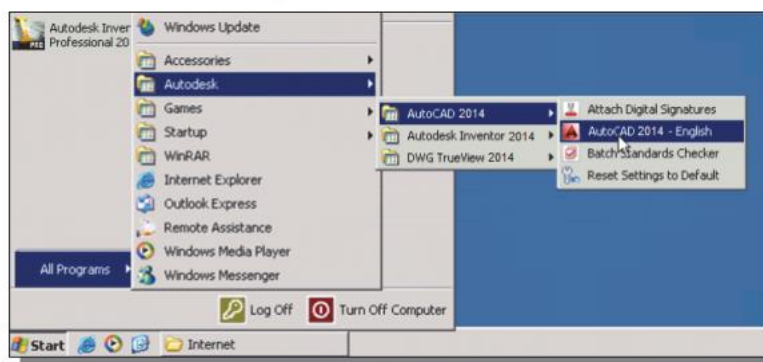 Autodesk Inver
Professional 20
PRO
Windows Update
Accessories
Autodesk
Games
Startup
WinRAR
Internet Explorer
Outlook Express
Remote Assistance
Windows Media Player
Windows Messenger
AutoCAD 2014
Autodesk Inventor 2014
DWG TrueView 2014
Attach Digital Signatures
AutoCAD 2014 - English
Batch Standards Checker
Reset Settings to Default
All Programs
Log Off
Turn Off Computer
Start
Internet